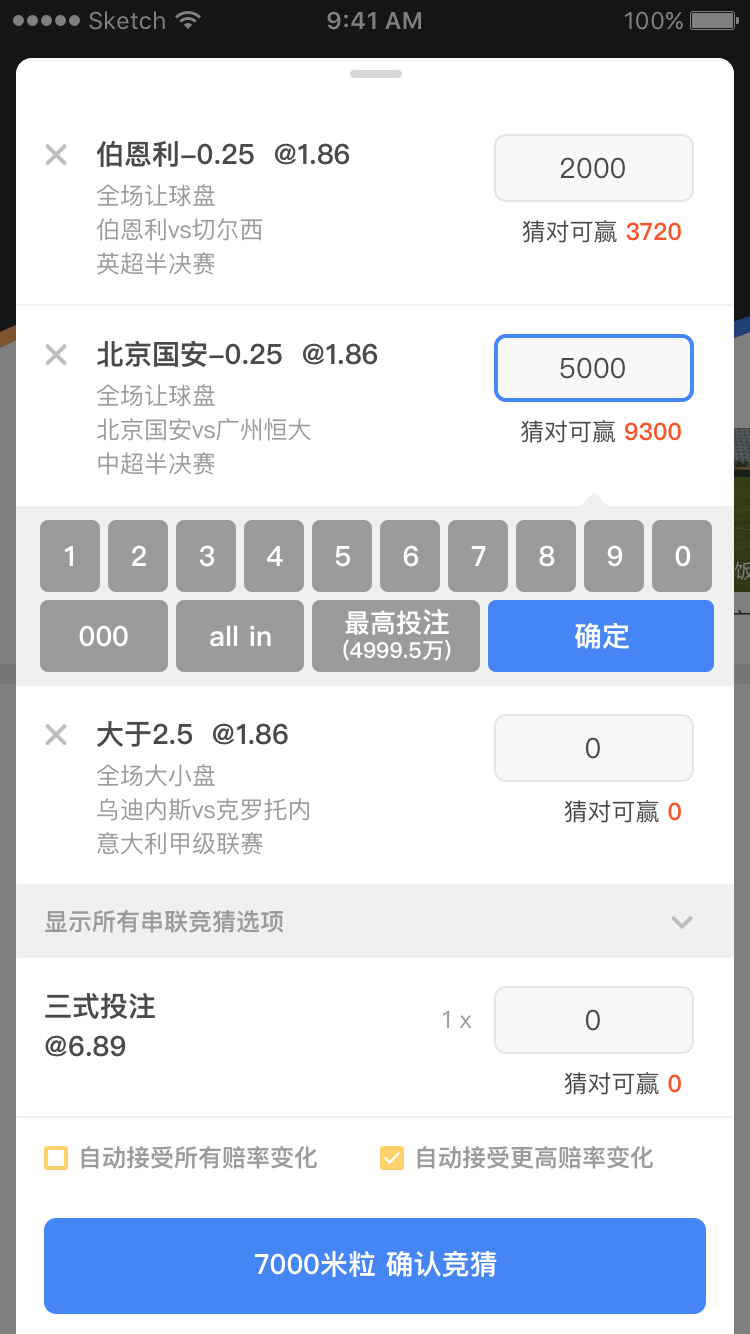 Sketch 9:41 AM 100%
伯恩利-0.25 @1.86
2000
全场让球盘
伯恩利vs切尔西
猜对可赢 3720
英超半决赛
北京国安-0.25 @1.86
5000
全场让球盘
北京国安vs广州恒大
猜对可赢 9300
中超半决赛
1 2 3 4 5 6 7 8 9 0
饭
000 all in 最高投注 确定
(4999.5万)
大于2.5 @1.86
0
全场大小盘
乌迪内斯vs克罗托内
猜对可赢 0
意大利甲级联赛
显示所有串联竞猜选项
三式投注
1 x 0
@6.89
猜对可赢 0
自动接受所有赔率变化 自动接受更高赔率变化
7000米粒 确认竞猜